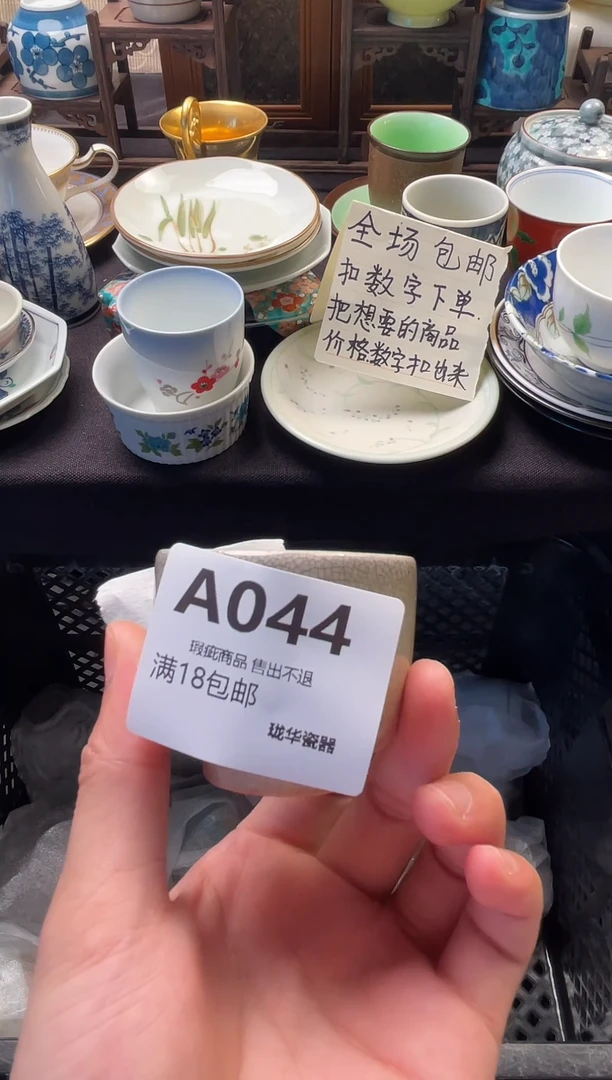 全场包邮
扣数字下单.
把想要的商品
价格数字扣出来
A044
瑕疵商品 售出不退
满18包邮
珑华瓷器